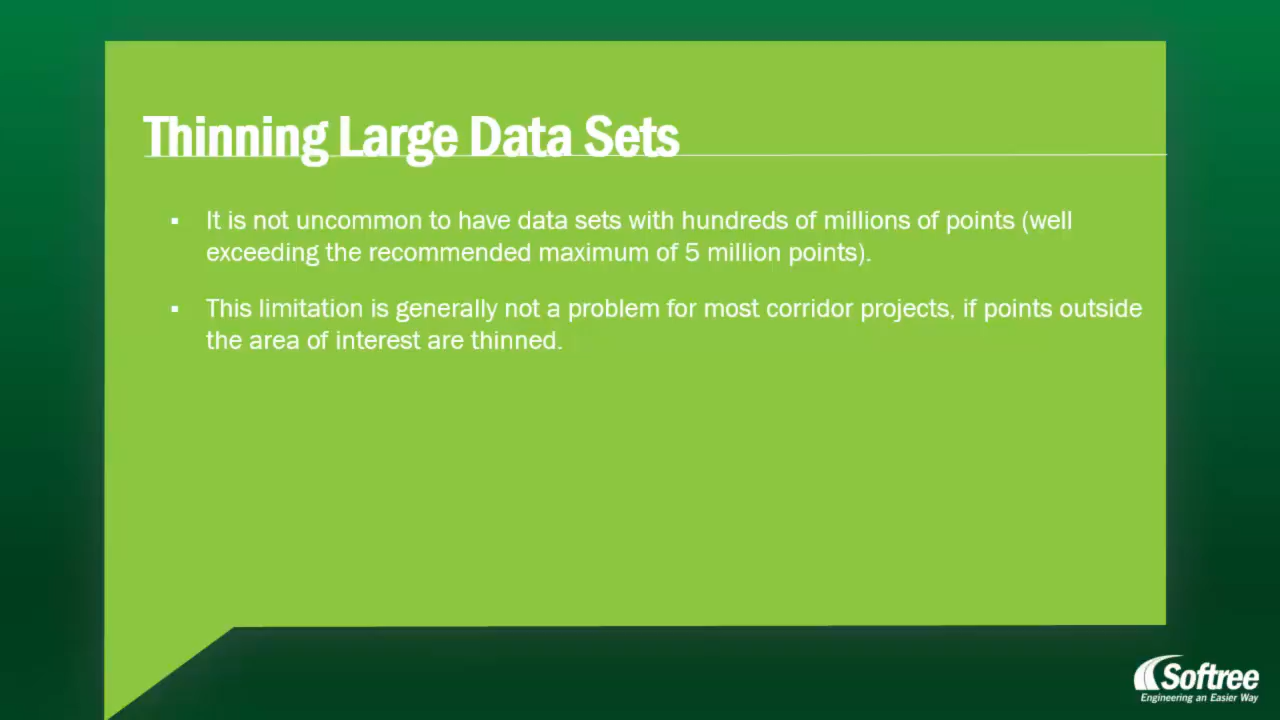 Thinning Large Data Sets
▪ It is not uncommon to have data sets with hundreds of millions of points (well
exceeding the recommended maximum of 5 million points).
▪ This limitation is generally not a problem for most corridor projects, if points outside
the area of interest are thinned.
Softree
Engineering an Easier Way